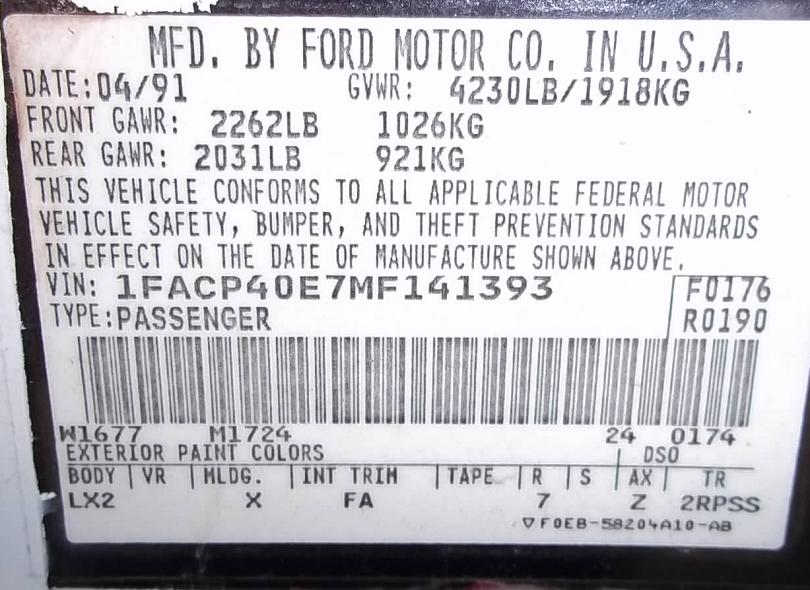 MFD. BY FORD MOTOR CO. IN U.S.A.
DATE: 04/91 GVWR: 4230LB/1918KG
FRONT GAWR: 2262LB 1026KG
REAR GAWR: 2031LB 921KG
THIS VEHICLE CONFORMS TO ALL APPLICABLE FEDERAL MOTOR
VEHICLE SAFETY, BUMPER, AND THEFT PREVENTION STANDARDS
IN EFFECT ON THE DATE OF MANUFACTURE SHOWN ABOVE.
VIN: 1FACP40E7MF141393 F0176
TYPE: PASSENGER R0190
W1677 M1724 24 0174
EXTERIOR PAINT COLORS DSO
BODY VR MLDG. INT TRIM TAPE R S AX TR
LX2 X FA 7 Z 2RPSS
▽F0EB-58204A10-AB